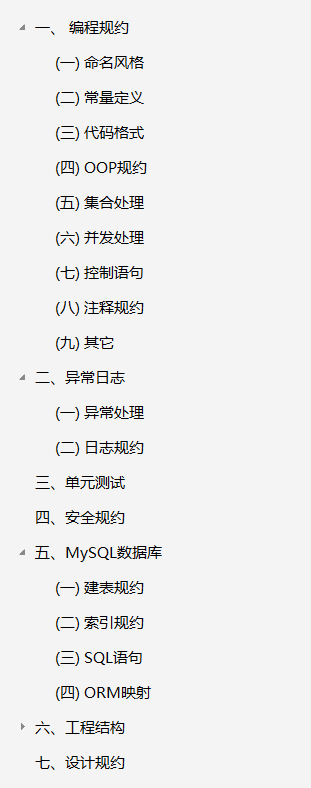 一、 编程规约
(一) 命名风格
(二) 常量定义
(三) 代码格式
(四) OOP规约
(五) 集合处理
(六) 并发处理
(七) 控制语句
(八) 注释规约
(九) 其它
二、异常日志
(一) 异常处理
(二) 日志规约
三、单元测试
四、安全规约
五、MySQL数据库
(一) 建表规约
(二) 索引规约
(三) SQL语句
(四) ORM映射
六、工程结构
七、设计规约